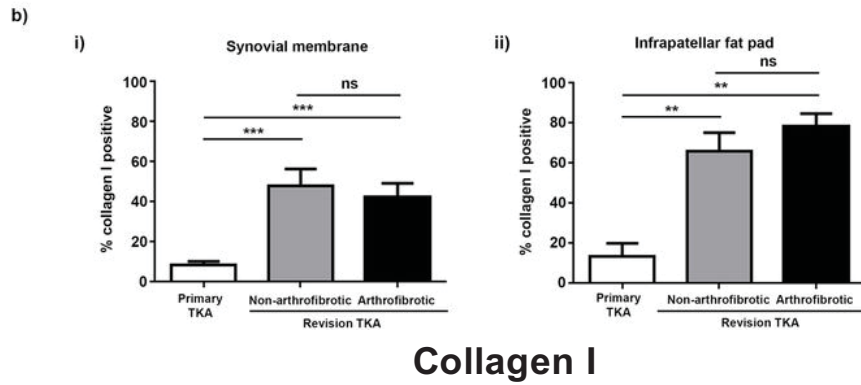 b)
i)
Synovial membrane
ns
***
***
% collagen I positive
100
80
60
40
20
0
Primary TKA
Non-arthrofibrotic
Arthrofibrotic
Revision TKA
ii)
Infrapatellar fat pad
ns
**
**
% collagen I positive
100
80
60
40
20
0
Primary TKA
Non-arthrofibrotic
Arthrofibrotic
Revision TKA
Collagen I